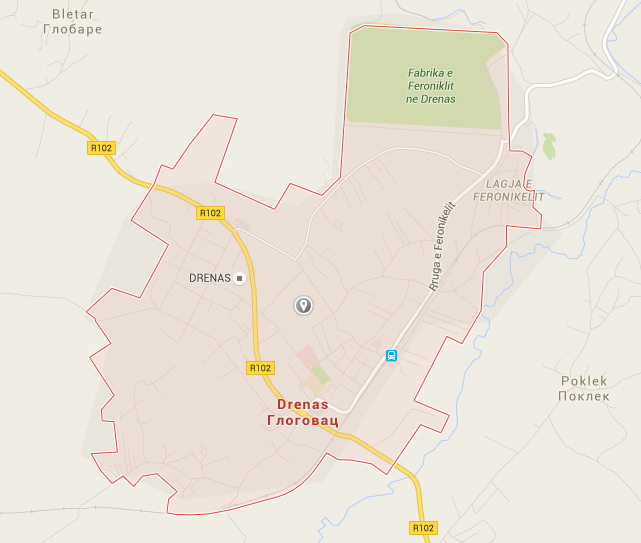 Bletar
Глобаре
Fabrika e
Feroniklit
ne Drenas
R102
LAGJA E
FERONIKELIT
R102
Rruga e Feronikelit
DRENAS
R102
Poklek
Поклек
Drenas
Глоговац
R102